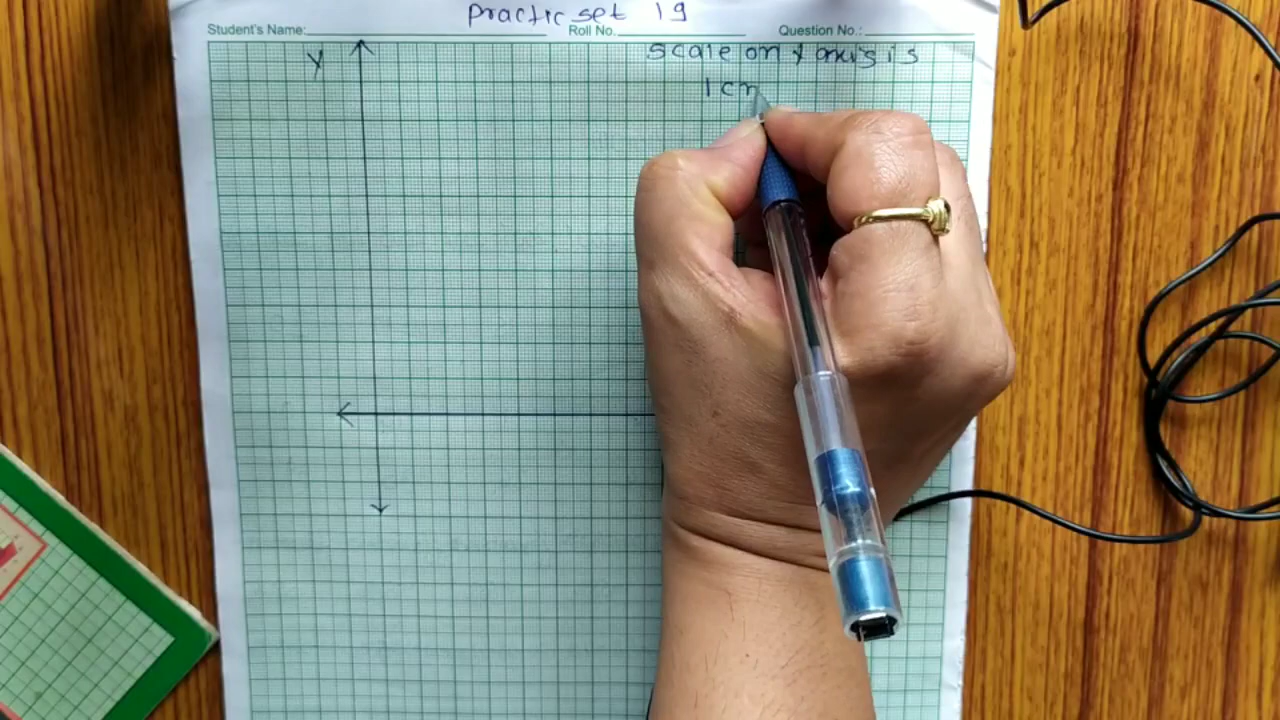 practic set 19
Student's Name: Roll No. Question No.:
scale on y axis is
1 cm
y